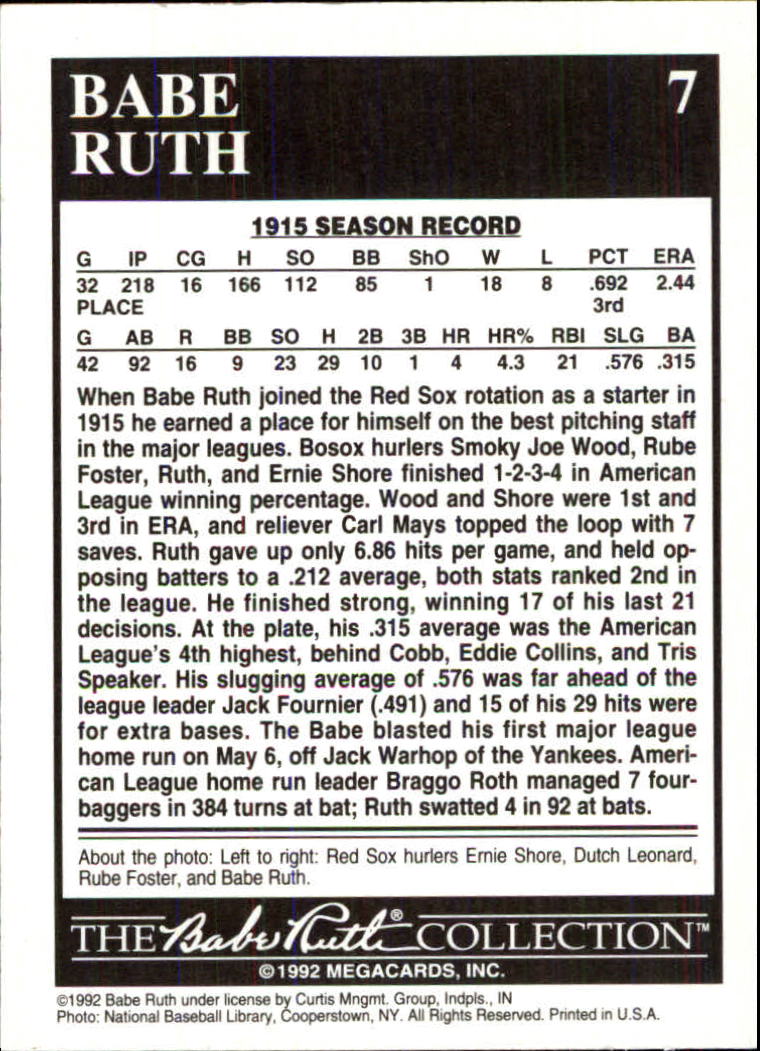 BABE 7
RUTH
1915 SEASON RECORD
G IP CG H SO BB ShO W L PCT ERA
32 218 16 166 112 85 1 18 8 .692 2.44
PLACE 3rd
G AB R BB SO H 2B 3B HR HR% RBI SLG BA
42 92 16 9 23 29 10 1 4 4.3 21 .576 .315
When Babe Ruth joined the Red Sox rotation as a starter in
1915 he earned a place for himself on the best pitching staff
in the major leagues. Bosox hurlers Smoky Joe Wood, Rube
Foster, Ruth, and Ernie Shore finished 1-2-3-4 in American
League winning percentage. Wood and Shore were 1st and
3rd in ERA, and reliever Carl Mays topped the loop with 7
saves. Ruth gave up only 6.86 hits per game, and held op-
posing batters to a .212 average, both stats ranked 2nd in
the league. He finished strong, winning 17 of his last 21
decisions. At the plate, his .315 average was the American
League's 4th highest, behind Cobb, Eddie Collins, and Tris
Speaker. His slugging average of .576 was far ahead of the
league leader Jack Fournier (.491) and 15 of his 29 hits were
for extra bases. The Babe blasted his first major league
home run on May 6, off Jack Warhop of the Yankees. Ameri-
can League home run leader Braggo Roth managed 7 four-
baggers in 384 turns at bat; Ruth swatted 4 in 92 at bats.
About the photo: Left to right: Red Sox hurlers Ernie Shore, Dutch Leonard,
Rube Foster, and Babe Ruth.
THE Babe Ruth® COLLECTION™
©1992 MEGACARDS, INC.
©1992 Babe Ruth under license by Curtis Mngmt. Group, Indpls., IN
Photo: National Baseball Library, Cooperstown, NY. All Rights Reserved. Printed in U.S.A.